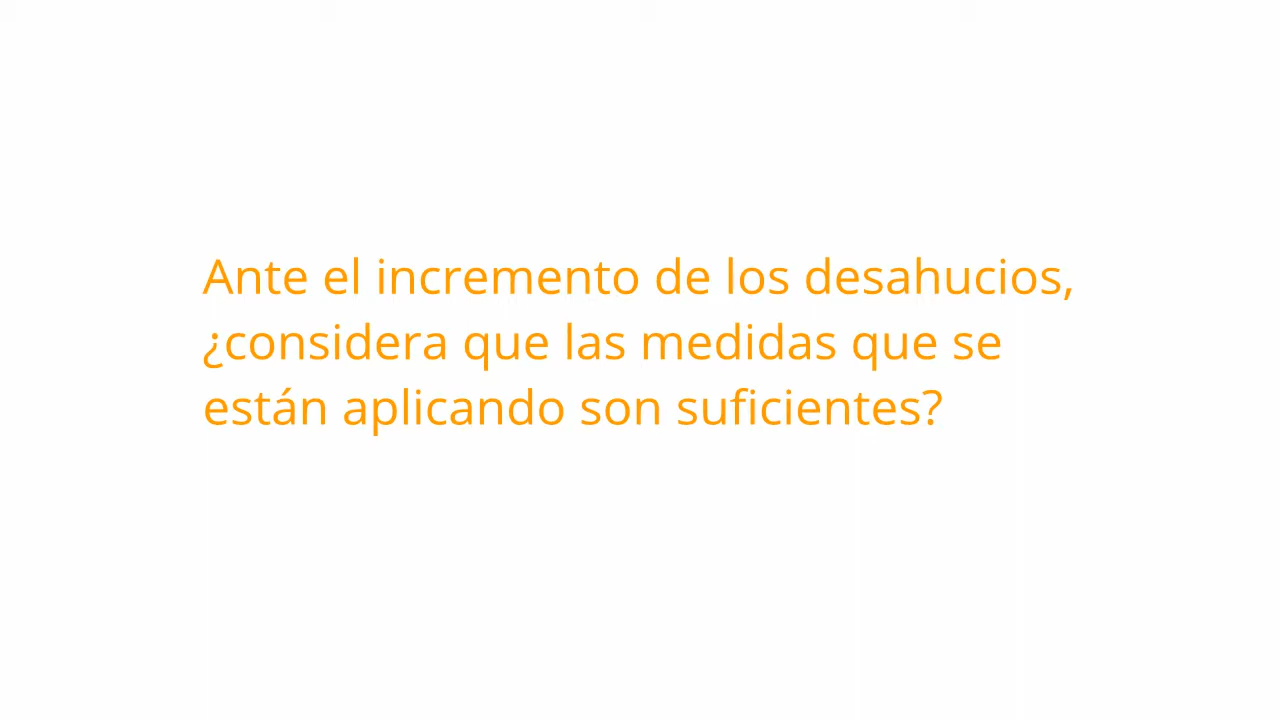 Ante el incremento de los desahucios,
¿considera que las medidas que se
están aplicando son suficientes?